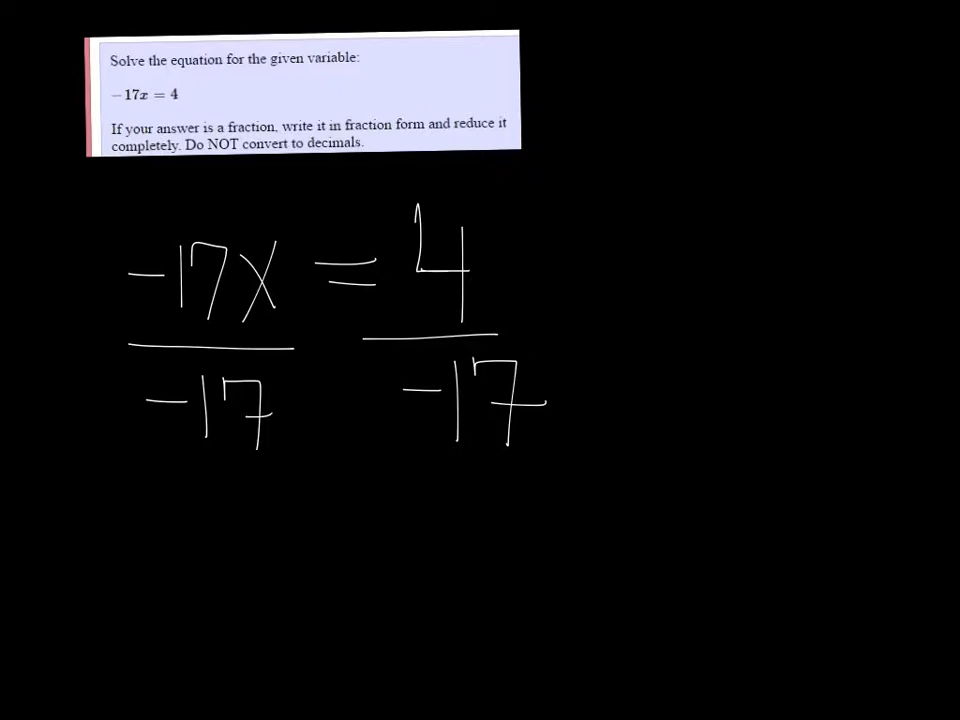 Solve the equation for the given variable:
-17x = 4
If your answer is a fraction, write it in fraction form and reduce it
completely. Do NOT convert to decimals.
-17x = 4
-17 -17